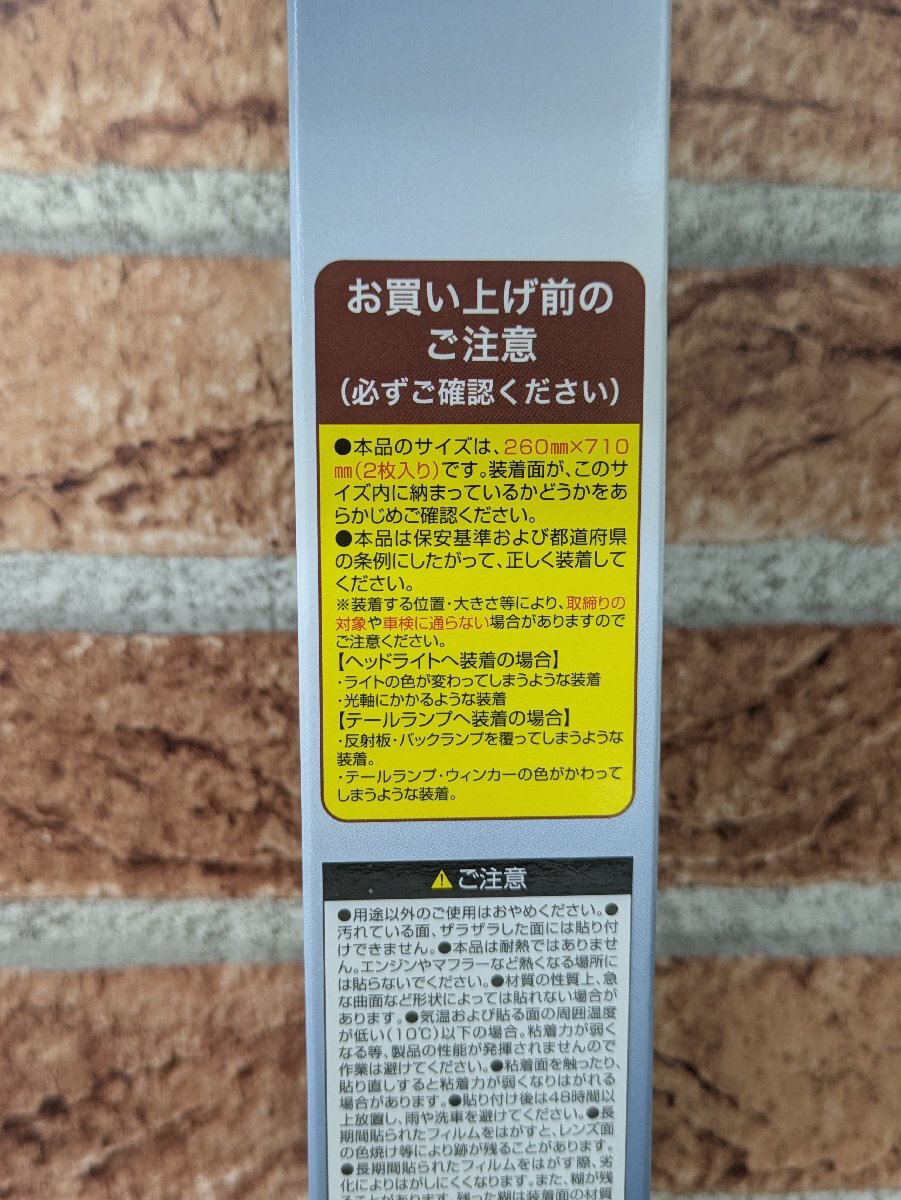 お買い上げ前の
ご注意
(必ずご確認ください)
●本品のサイズは、260㎜×710
㎜(2枚入り)です。装着面が、このサ
イズ内に納まっているかどうかをあ
らかじめご確認ください。
●本品は保安基準および都道府県
の条例にしたがって、正しく装着して
ください。
※装着する位置・大きさ等により、取締りの
対象や車検に通らない場合がありますので
ご注意ください。
【ヘッドライトへ装着の場合】
・ライトの色が変わってしまうような装着
・光軸にかかるような装着
【テールランプへ装着の場合】
・反射板・バックランプを覆ってしまうような
装着。
・テールランプ・ウィンカーの色がかわって
しまうような装着。
⚠ご注意
●用途以外のご使用はおやめください。●
汚れている面、ザラザラした面には貼り付
けできません。●本品は耐熱ではありませ
ん。エンジンやマフラーなど熱くなる場所に
は貼らないでください。●材質の性質上、急
な曲面など形状によっては貼れない場合が
あります。●気温および貼る面の周囲温度
が低い(10℃)以下の場合。粘着力が弱く
なる等、製品の性能が発揮されませんので
作業は避けてください。●粘着面を触ったり、
貼り直しすると粘着力が弱くなりはがれる
場合があります。●貼り付け後は48時間以
上放置し、雨や洗車を避けてください。●長
期間貼られたフィルムをはがすと、レンズ面
の色焼け等により跡が残ることがあります。
●長期間貼られたフィルムをはがす際、劣
化によりはがしにくくなります。また、糊が残
ることがあります。残った糊は装着面の材質